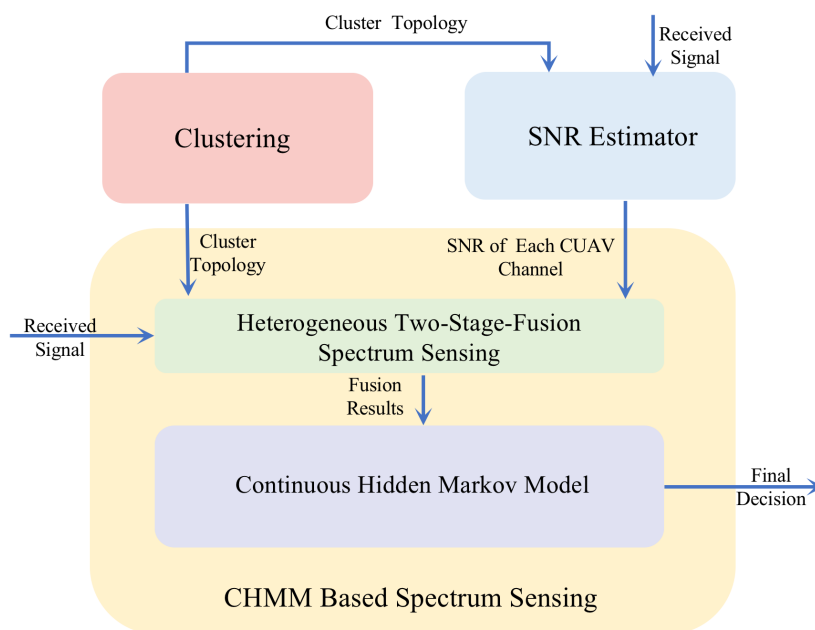 Cluster Topology
Received
Signal
Clustering
SNR Estimator
Cluster
Topology
SNR of Each CUAV
Channel
Received
Signal
Heterogeneous Two-Stage-Fusion
Spectrum Sensing
Fusion
Results
Continuous Hidden Markov Model
Final
Decision
CHMM Based Spectrum Sensing